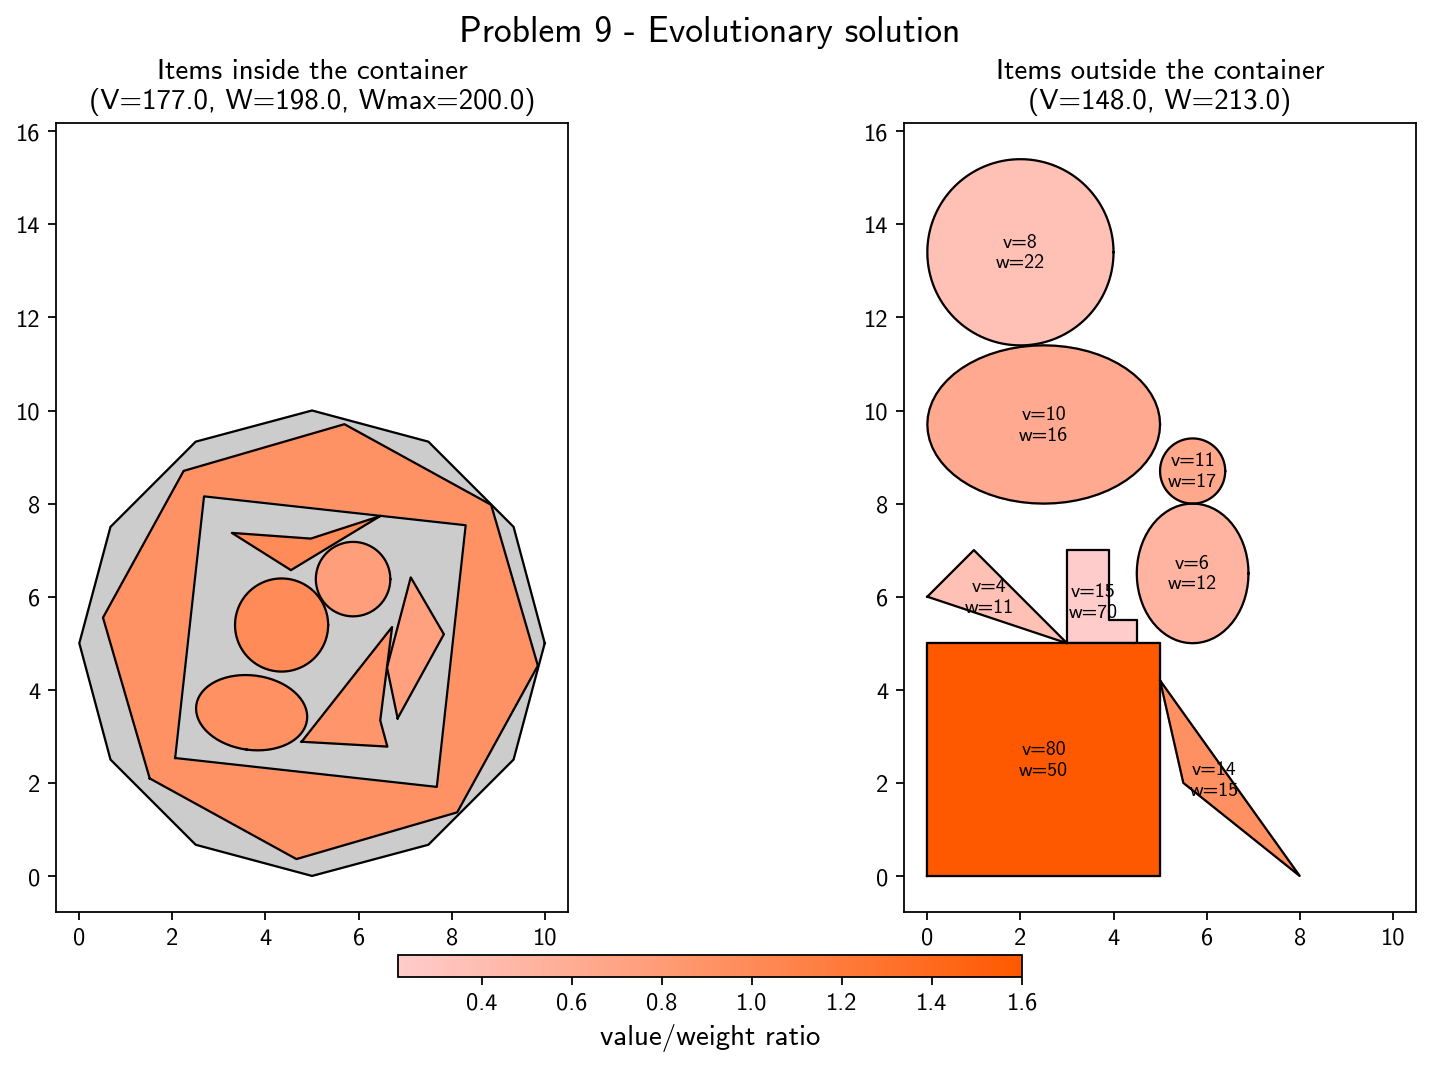 Problem 9 - Evolutionary solution
Items inside the container
(V=177.0, W=198.0, Wmax=200.0)
16
14
12
10
8
6
4
2
0
0 2 4 6 8 10
Items outside the container
(V=148.0, W=213.0)
16
14
12
10
8
6
4
2
0
v=8
w=22
v=10
w=16
v=11
w=17
v=6
w=12
v=4
w=11
v=15
w=70
v=80
w=50
v=14
w=15
0 2 4 6 8 10
0.4 0.6 0.8 1.0 1.2 1.4 1.6
value/weight ratio